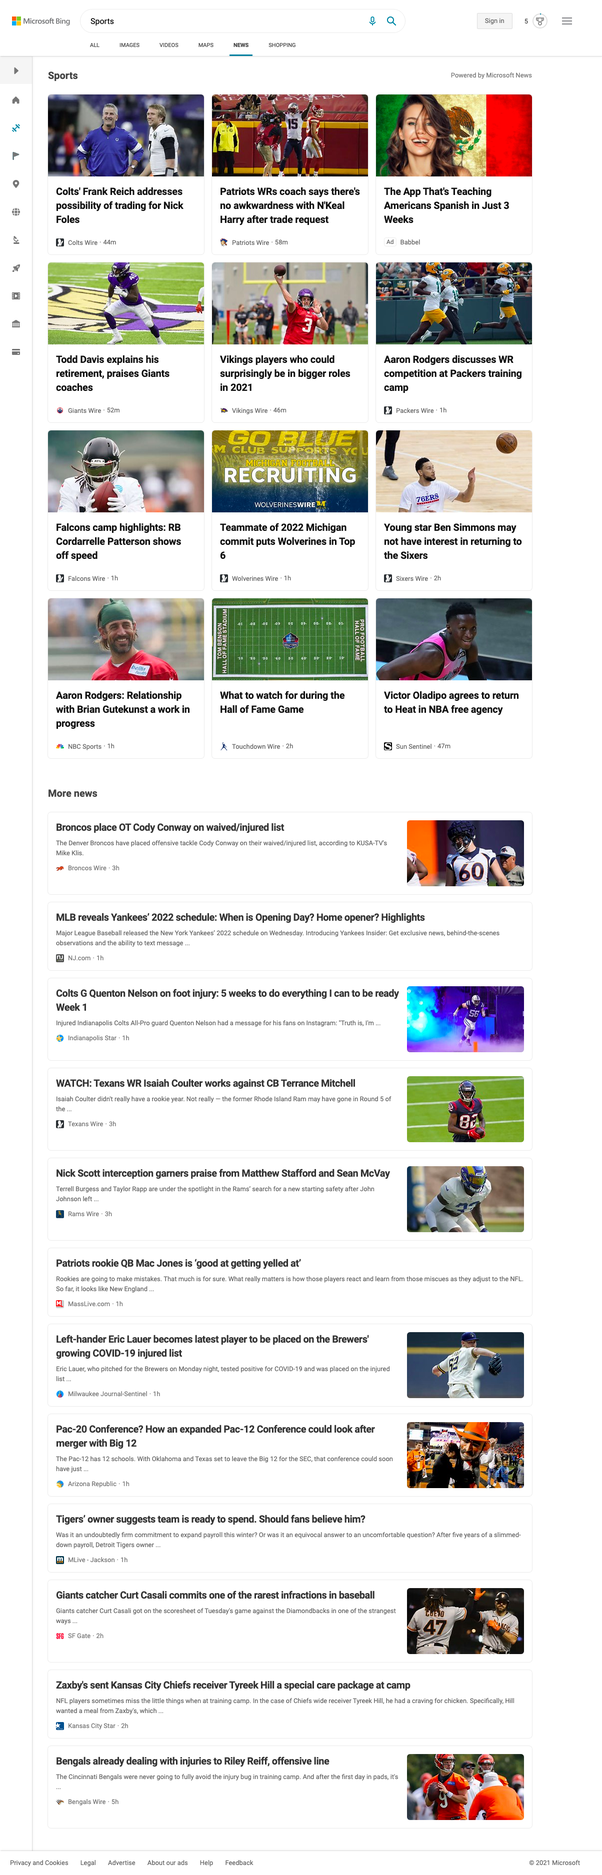 Microsoft Bing
Sports
Sign in
5
ALL IMAGES VIDEOS MAPS NEWS SHOPPING
Sports
Powered by Microsoft News
Colts' Frank Reich addresses
possibility of trading for Nick
Foles
Colts Wire · 44m
15
Patriots WRs coach says there's
no awkwardness with N'Keal
Harry after trade request
Patriots Wire · 58m
The App That's Teaching
Americans Spanish in Just 3
Weeks
Ad Babbel
Todd Davis explains his
retirement, praises Giants
coaches
Giants Wire · 52m
3
Vikings players who could
surprisingly be in bigger roles
in 2021
Vikings Wire · 46m
Aaron Rodgers discusses WR
competition at Packers training
camp
Packers Wire · 1h
Falcons camp highlights: RB
Cordarrelle Patterson shows
off speed
Falcons Wire · 1h
GO BLUE
M CLUB SUPPORTS YOU
MICHIGAN FOOTBALL
RECRUITING
WOLVERINESWIRE
Teammate of 2022 Michigan
commit puts Wolverines in Top
6
Wolverines Wire · 1h
76ERS
Young star Ben Simmons may
not have interest in returning to
the Sixers
Sixers Wire · 2h
Aaron Rodgers: Relationship
with Brian Gutekunst a work in
progress
NBC Sports · 1h
TOM BENSON
HALL OF FAME STADIUM
PRO FOOTBALL
HALL OF FAME
What to watch for during the
Hall of Fame Game
Touchdown Wire · 2h
Victor Oladipo agrees to return
to Heat in NBA free agency
Sun Sentinel · 47m
More news
Broncos place OT Cody Conway on waived/injured list
The Denver Broncos have placed offensive tackle Cody Conway on their waived/injured list, according to KUSA-TV's
Mike Klis.
Broncos Wire · 3h
60
MLB reveals Yankees' 2022 schedule: When is Opening Day? Home opener? Highlights
Major League Baseball released the New York Yankees' 2022 schedule on Wednesday. Introducing Yankees Insider: Get exclusive news, behind-the-scenes
observations and the ability to text message ...
NJ.com · 1h
Colts G Quenton Nelson on foot injury: 5 weeks to do everything I can to be ready
Week 1
Injured Indianapolis Colts All-Pro guard Quenton Nelson had a message for his fans on Instagram: "Truth is, I'm ...
Indianapolis Star · 1h
56
WATCH: Texans WR Isaiah Coulter works against CB Terrance Mitchell
Isaiah Coulter didn't really have a rookie year. Not really — the former Rhode Island Ram may have gone in Round 5 of
the ...
Texans Wire · 3h
82
Nick Scott interception garners praise from Matthew Stafford and Sean McVay
Terrell Burgess and Taylor Rapp are under the spotlight in the Rams' search for a new starting safety after John
Johnson left ...
Rams Wire · 3h
Patriots rookie QB Mac Jones is 'good at getting yelled at'
Rookies are going to make mistakes. That much is for sure. What really matters is how those players react and learn from those miscues as they adjust to the NFL.
So far, it looks like New England ...
MassLive.com · 1h
Left-hander Eric Lauer becomes latest player to be placed on the Brewers'
growing COVID-19 injured list
Eric Lauer, who pitched for the Brewers on Monday night, tested positive for COVID-19 and was placed on the injured
list ...
Milwaukee Journal-Sentinel · 1h
52
Pac-20 Conference? How an expanded Pac-12 Conference could look after
merger with Big 12
The Pac-12 has 12 schools. With Oklahoma and Texas set to leave the Big 12 for the SEC, that conference could soon
have just ...
Arizona Republic · 1h
Tigers' owner suggests team is ready to spend. Should fans believe him?
Was it an undoubtedly firm commitment to expand payroll this winter? Or was it an equivocal answer to an uncomfortable question? After five years of a slimmed-
down payroll, Detroit Tigers owner ...
MLive - Jackson · 1h
Giants catcher Curt Casali commits one of the rarest infractions in baseball
Giants catcher Curt Casali got on the scoresheet of Tuesday's game against the Diamondbacks in one of the strangest
ways ...
SF Gate · 2h
CUETO
47
Zaxby's sent Kansas City Chiefs receiver Tyreek Hill a special care package at camp
NFL players sometimes miss the little things when at training camp. In the case of Chiefs wide receiver Tyreek Hill, he had a craving for chicken. Specifically, Hill
wanted a meal from Zaxby's, which ...
Kansas City Star · 2h
Bengals already dealing with injuries to Riley Reiff, offensive line
The Cincinnati Bengals were never going to fully avoid the injury bug in training camp. And after the first day in pads, it's
...
Bengals Wire · 5h
9
Privacy and Cookies Legal Advertise About our ads Help Feedback
© 2021 Microsoft